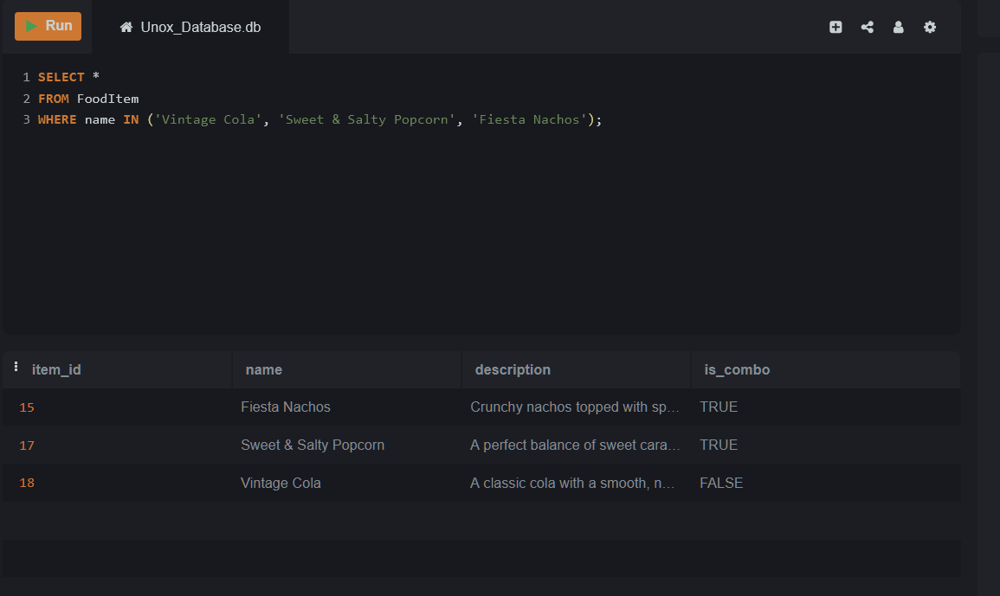 Run
Unox_Database.db
1 SELECT *
2 FROM FoodItem
3 WHERE name IN ('Vintage Cola', 'Sweet & Salty Popcorn', 'Fiesta Nachos');
item_id name description is_combo
15 Fiesta Nachos Crunchy nachos topped with sp... TRUE
17 Sweet & Salty Popcorn A perfect balance of sweet cara... TRUE
18 Vintage Cola A classic cola with a smooth, n... FALSE